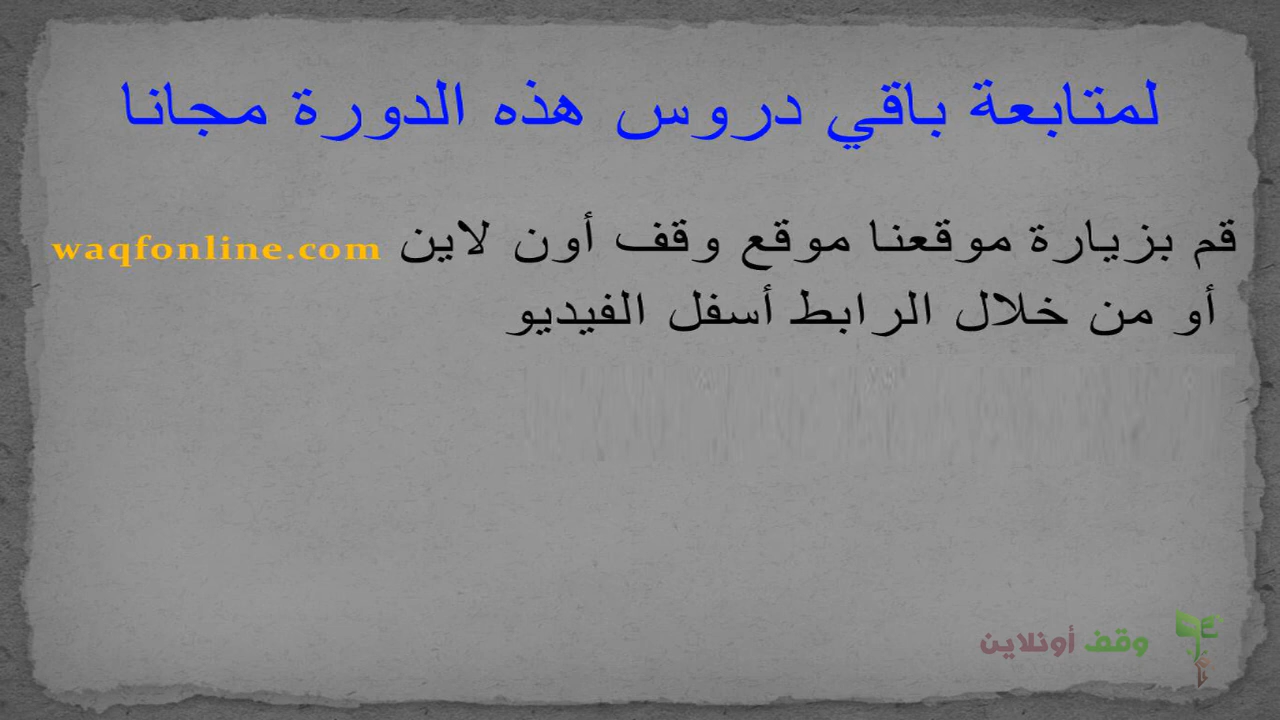 لمتابعة باقي دروس هذه الدورة مجانا
قم بزيارة موقعنا موقع وقف أون لاين waqfonline.com
أو من خلال الرابط أسفل الفيديو
وقف أونلاين